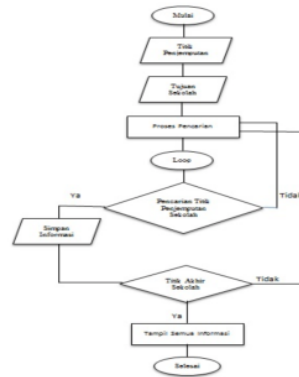 Mulai
Titik
Penjemputan
Tujuan
Sekolah
Proses Pencarian
Loop
Ya
Pencarian Titik
Penjemputan
Sekolah
Tidak
Simpan
Informasi
Titik Akhir
Sekolah
Tidak
Ya
Tampil Semua Informasi
Selesai